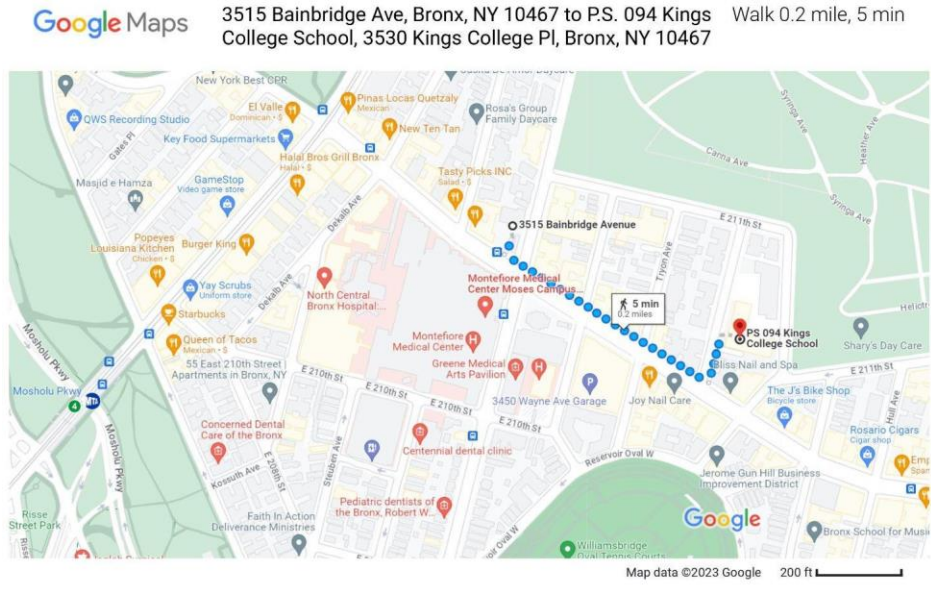 Google Maps
3515 Bainbridge Ave, Bronx, NY 10467 to P.S. 094 Kings
College School, 3530 Kings College Pl, Bronx, NY 10467
Walk 0.2 mile, 5 min
New York Best CPR
QWS Recording Studio
Gates Pl
El Valle
Dominican • $
Pinas Locas Quetzaly
Mexican
New Ten Tan
Key Food Supermarkets
Rosa's Group
Family Daycare
Halal Bros Grill Bronx
Halal • $
Tasty Picks INC
Salad • $
Masjid e Hamza
GameStop
Video game store
Dekalb Ave
Syringa Ave
Heather Ave
Canna Ave
Syringa Ave
E 211th St
3515 Bainbridge Avenue
Popeyes
Louisiana Kitchen
Chicken • $
Burger King
Yay Scrubs
Uniform store
Dekalb Ave
Starbucks
North Central
Bronx Hospital...
Montefiore Medical
Center Moses Campus...
Tryon Ave
5 min
0.2 miles
PS 094 Kings
College School
Shary's Day Care
Mosholu Pkwy
Queen of Tacos
Mexican • $
55 East 210th Street
Apartments in Bronx, NY
Montefiore
Medical Center
Greene Medical
Arts Pavilion
E 210th St
E 210th St
E 210th St
3450 Wayne Ave Garage
Joy Nail Care
Bliss Nail and Spa
E 211th St
The J's Bike Shop
Bicycle store
Hull Ave
Mosholu Pkwy
4
Mosholu Pkwy
Concerned Dental
Care of the Bronx
Centennial dental clinic
Rosario Cigars
Cigar shop
Kossuth Ave
E 208th St
Steuben Ave
Reservoir Oval W
Jerome Gun Hill Business
Improvement District
Risse
Street Park
Faith In Action
Deliverance Ministries
Pediatric dentists of
the Bronx, Robert W...
Google
Williamsbridge
Oval Tennis Courts
Bronx School for Musi
Map data ©2023 Google
200 ft